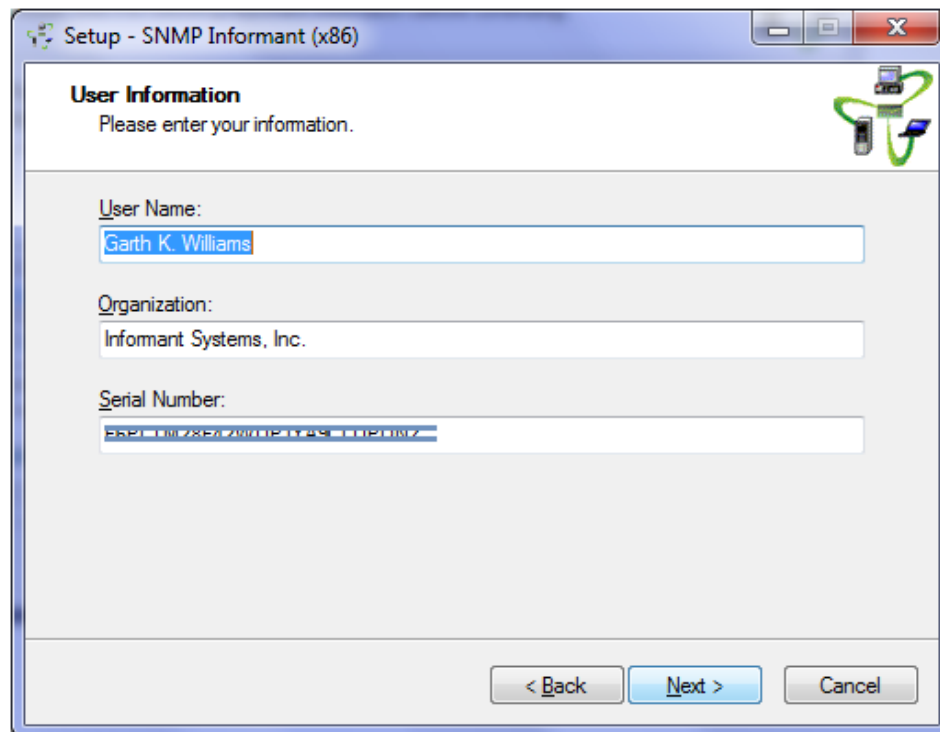 Setup - SNMP Informant (x86)
User Information
Please enter your information.
User Name:
Garth K. Williams
Organization:
Informant Systems, Inc.
Serial Number:
< Back
Next >
Cancel